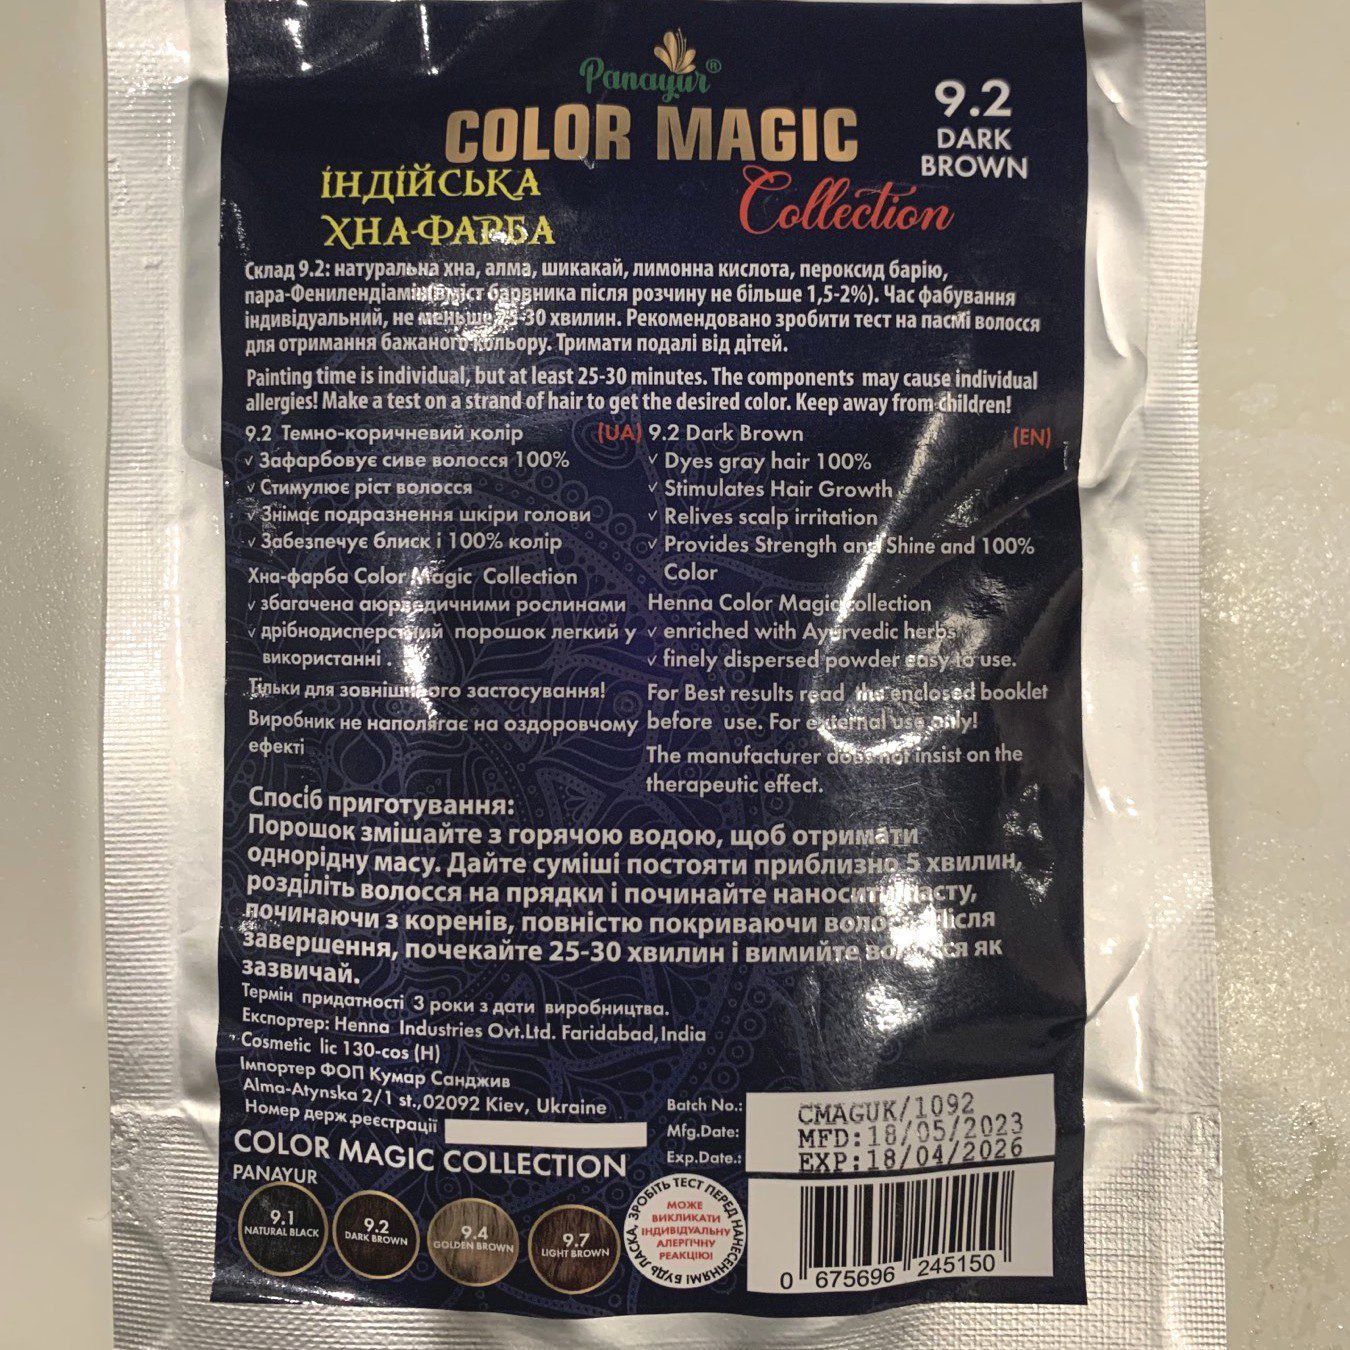 Panayur®
COLOR MAGIC
Collection
9.2
DARK
BROWN
ІНДІЙСЬКА
ХНА-ФАРБА
Склад 9.2: натуральна хна, алма, шикакай, лимонна кислота, пероксид барію,
пара-Фенилендіамін(вміст барвника після розчину не більше 1,5-2%). Час фабування
індивідуальний, не меньше 25-30 хвилин. Рекомендовано зробити тест на пасмі волосся
для отримання бажаного кольору. Тримати подалі від дітей.
Painting time is individual, but at least 25-30 minutes. The components may cause individual
allergies! Make a test on a strand of hair to get the desired color. Keep away from children!
9.2 Темно-коричневий колір (UA)
✓ Зафарбовує сиве волосся 100%
✓ Стимулює ріст волосся
✓ Знімає подразнення шкіри голови
✓ Забезпечує блиск і 100% колір
Хна-фарба Color Magic Collection
✓ збагачена аюрведичними рослинами
✓ дрібнодисперсний порошок легкий у
використанні .
Тільки для зовнішнього застосування!
Виробник не наполягає на оздоровчому
ефекті
9.2 Dark Brown (EN)
✓ Dyes gray hair 100%
✓ Stimulates Hair Growth
✓ Relives scalp irritation
✓ Provides Strength and Shine and 100%
Color
Henna Color Magic collection
✓ enriched with Ayurvedic herbs
✓ finely dispersed powder easy to use.
For Best results read the enclosed booklet
before use. For external use only!
The manufacturer does not insist on the
therapeutic effect.
Спосіб приготування:
Порошок змішайте з горячою водою, щоб отримати
однорідну масу. Дайте суміші постояти приблизно 5 хвилин,
розділіть волосся на прядки і починайте наносити пасту,
починаючи з коренів, повністю покриваючи волосся Після
завершення, почекайте 25-30 хвилин і вимийте волосся як
зазвичай.
Термін придатності 3 роки з дати виробництва.
Експортер: Henna Industries Ovt.Ltd. Faridabad,India
Cosmetic lic 130-cos (H)
Імпортер ФОП Кумар Санджив
Alma-Atynska 2/1 st.,02092 Kiev, Ukraine
Номер держ.реєстрації
COLOR MAGIC COLLECTION
PANAYUR
9.1
NATURAL BLACK
9.2
DARK BROWN
9.4
GOLDEN BROWN
9.7
LIGHT BROWN
БУДЬ ЛАСКА, ЗРОБІТЬ ТЕСТ ПЕРЕД НАНЕСЕННЯМ!
МОЖЕ
ВИКЛИКАТИ
ІНДИВІДУАЛЬНУ
АЛЕРГІЧНУ
РЕАКЦІЮ!
Batch No.: CMAGUK/1092
Mfg.Date: MFD:18/05/2023
Exp.Date.: EXP:18/04/2026
0 675696 245150